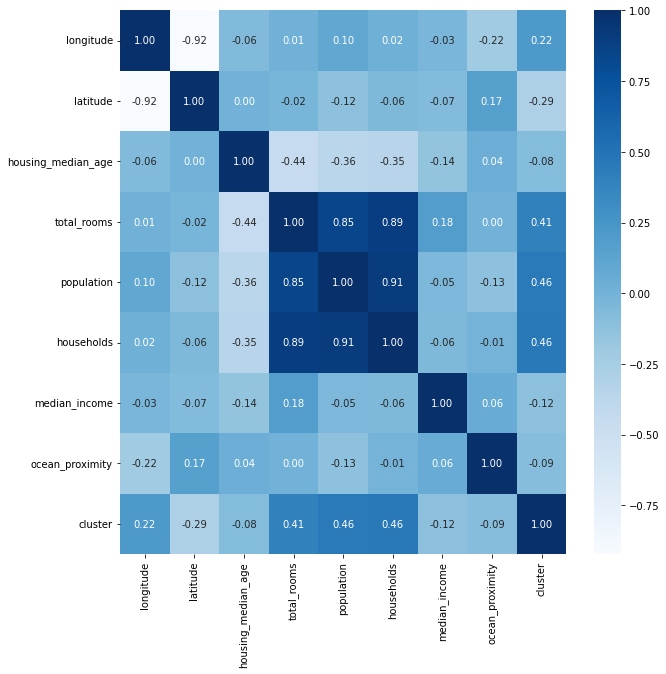 longitude 1.00 -0.92 -0.06 0.01 0.10 0.02 -0.03 -0.22 0.22
latitude -0.92 1.00 0.00 -0.02 -0.12 -0.06 -0.07 0.17 -0.29
housing_median_age -0.06 0.00 1.00 -0.44 -0.36 -0.35 -0.14 0.04 -0.08
total_rooms 0.01 -0.02 -0.44 1.00 0.85 0.89 0.18 0.00 0.41
population 0.10 -0.12 -0.36 0.85 1.00 0.91 -0.05 -0.13 0.46
households 0.02 -0.06 -0.35 0.89 0.91 1.00 -0.06 -0.01 0.46
median_income -0.03 -0.07 -0.14 0.18 -0.05 -0.06 1.00 0.06 -0.12
ocean_proximity -0.22 0.17 0.04 0.00 -0.13 -0.01 0.06 1.00 -0.09
cluster 0.22 -0.29 -0.08 0.41 0.46 0.46 -0.12 -0.09 1.00
longitude
latitude
housing_median_age
total_rooms
population
households
median_income
ocean_proximity
cluster
1.00
0.75
0.50
0.25
0.00
-0.25
-0.50
-0.75